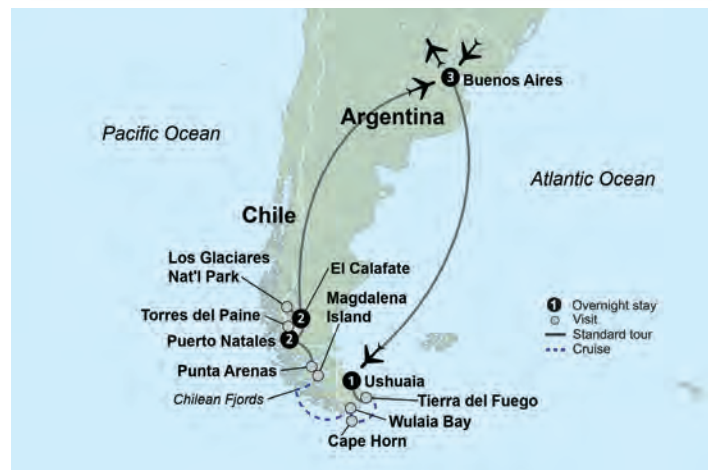 3 Buenos Aires
Argentina
Pacific Ocean
Atlantic Ocean
Chile
Los Glaciares
Nat'l Park
El Calafate
Magdalena
Island
2
Torres del Paine
Puerto Natales 2
Punta Arenas
Chilean Fjords
1 Ushuaia
Tierra del Fuego
Wulaia Bay
Cape Horn
1 Overnight stay
Visit
Standard tour
Cruise